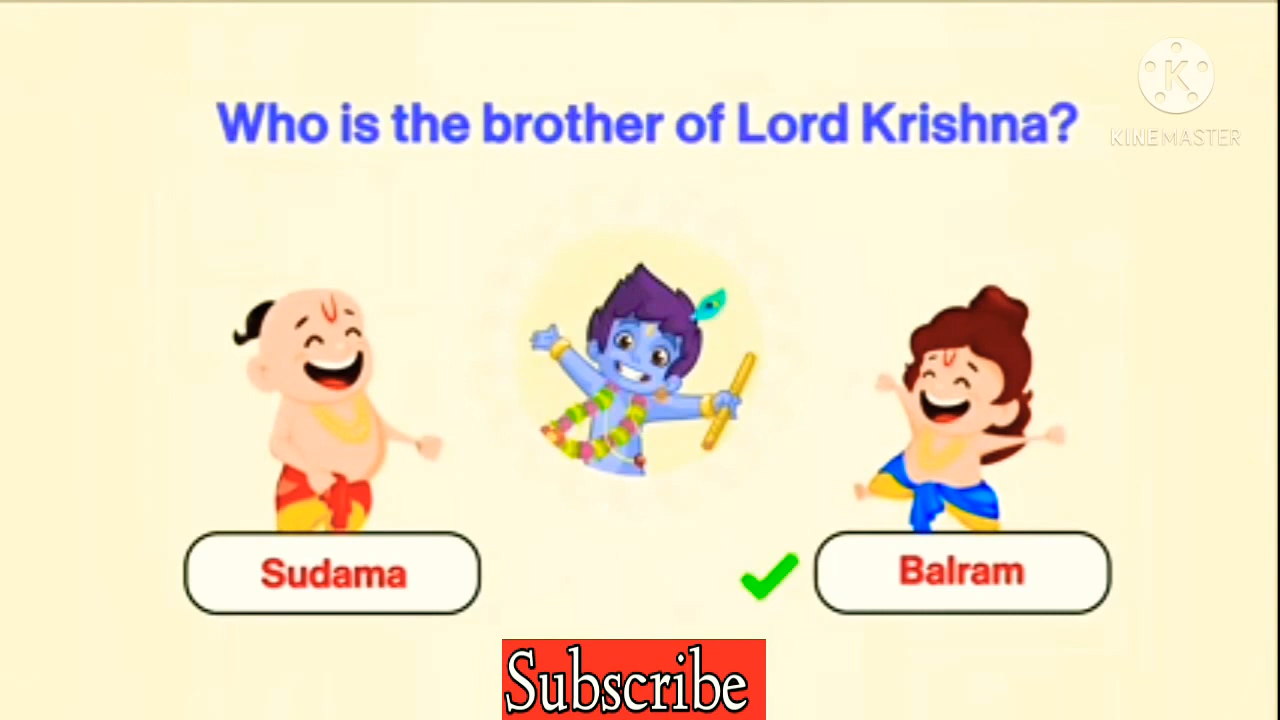 Who is the brother of Lord Krishna?
K
KINEMASTER
Sudama
Balram
Subscribe